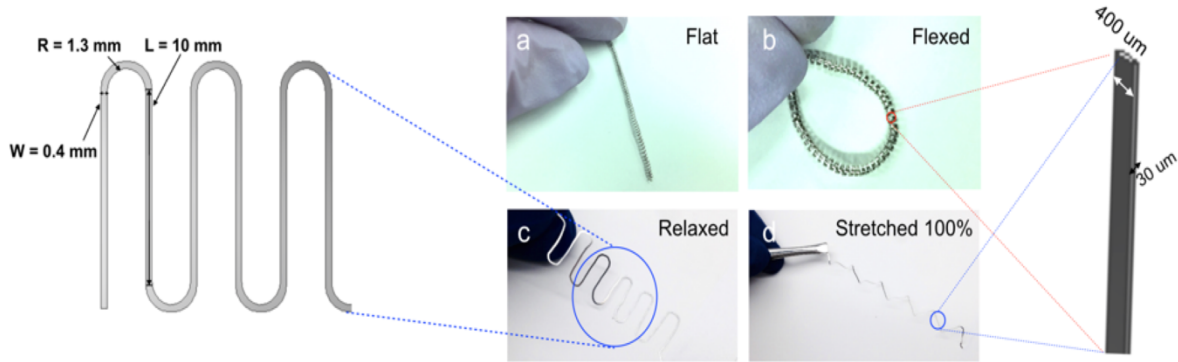 R = 1.3 mm
L = 10 mm
W = 0.4 mm
a
Flat
b
Flexed
c
Relaxed
d
Stretched 100%
400 um
30 um